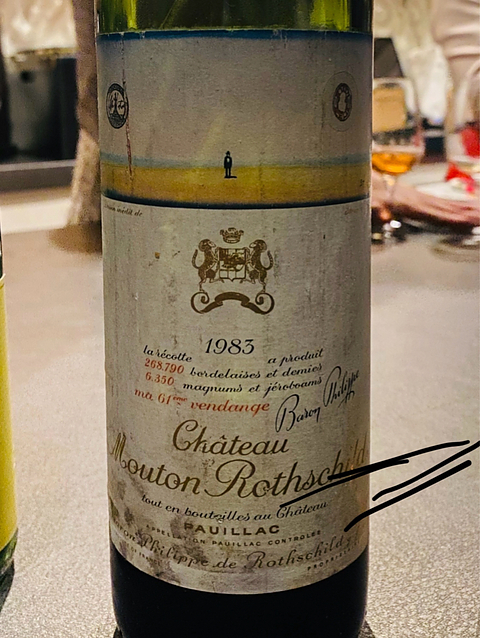 la récolte 1983 a produit
268.790 bordelaises et demies
6.350 magnums et jéroboams
ma 61ème vendange
Baron Philippe
Château
Mouton Rothschild
tout en bouteilles au Château
PAUILLAC
APPELLATION PAUILLAC CONTROLÉE
Baron Philippe de Rothschild